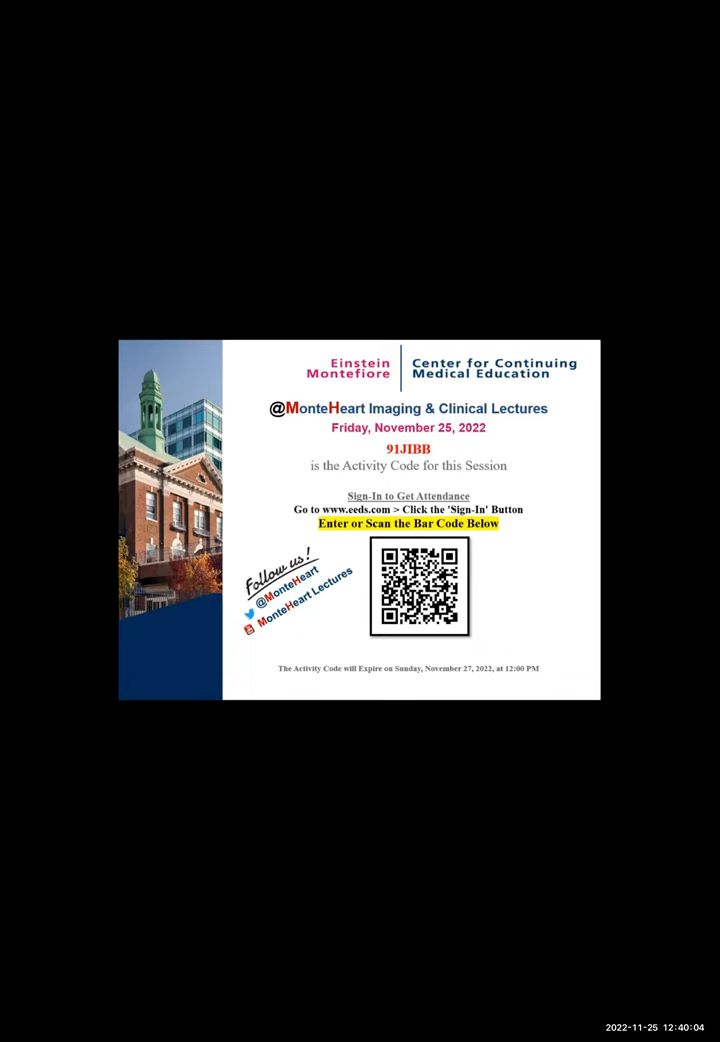 Einstein
Montefiore
Center for Continuing
Medical Education
@MonteHeart Imaging & Clinical Lectures
Friday, November 25, 2022
91JIBB
is the Activity Code for this Session
Sign-In to Get Attendance
Go to www.eeds.com > Click the 'Sign-In' Button
Enter or Scan the Bar Code Below
Follow us!
@MonteHeart
MonteHeart Lectures
The Activity Code will Expire on Sunday, November 27, 2022, at 12:00 PM
2022-11-25 12:40:04